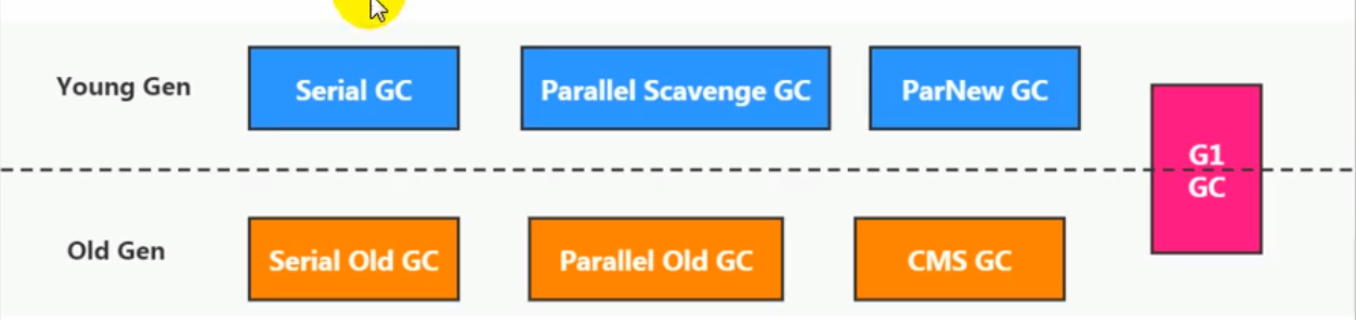 Young Gen
Serial GC
Parallel Scavenge GC
ParNew GC
G1
GC
Old Gen
Serial Old GC
Parallel Old GC
CMS GC